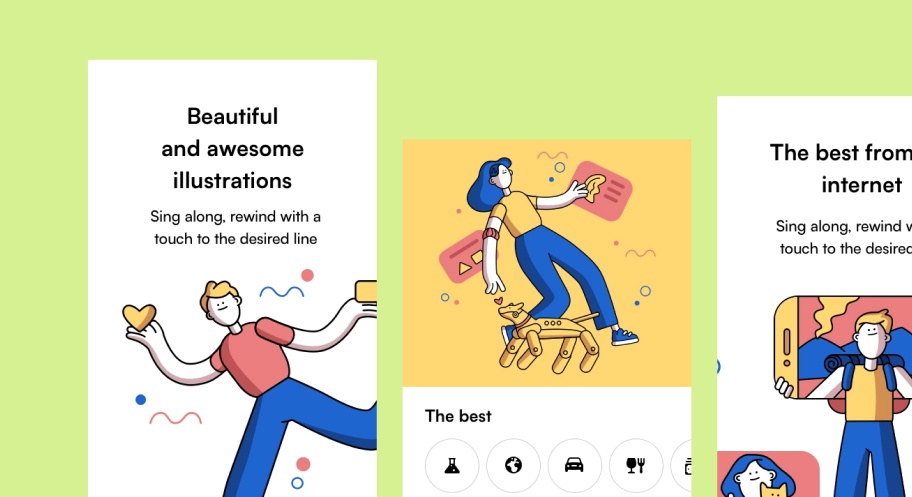 Beautiful
and awesome
illustrations
Sing along, rewind with a
touch to the desired line
The best
The best from
internet
Sing along, rewind
touch to the desired